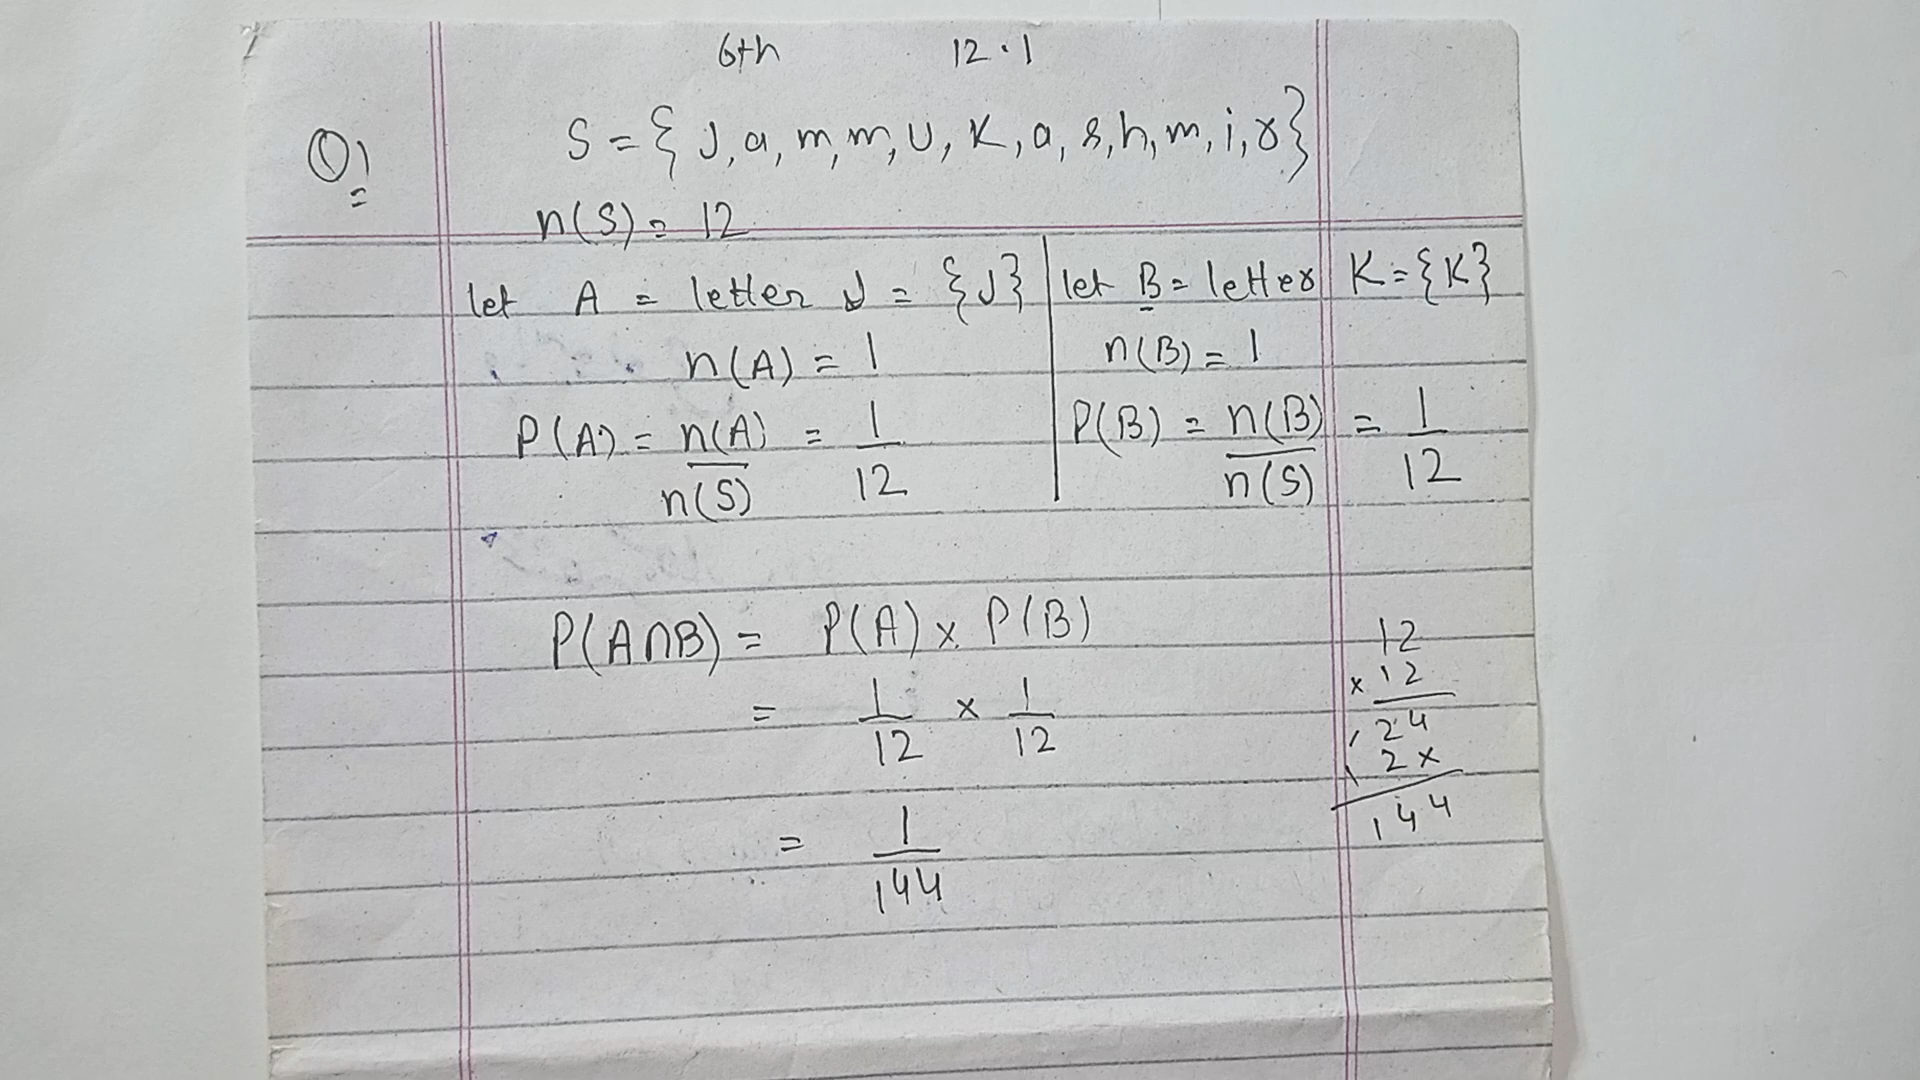 6th 12.1
Q1 S = { J, a, m, m, u, K, a, s, h, m, i, r }
n(S) = 12
let A = letter J = {J} let B = letter K = {K}
n(A) = 1 n(B) = 1
P(A) = n(A)/n(S) = 1/12 P(B) = n(B)/n(S) = 1/12
P(A∩B) = P(A) x P(B)
= 1/12 x 1/12
= 1/144
12
x 12
24
12x
144